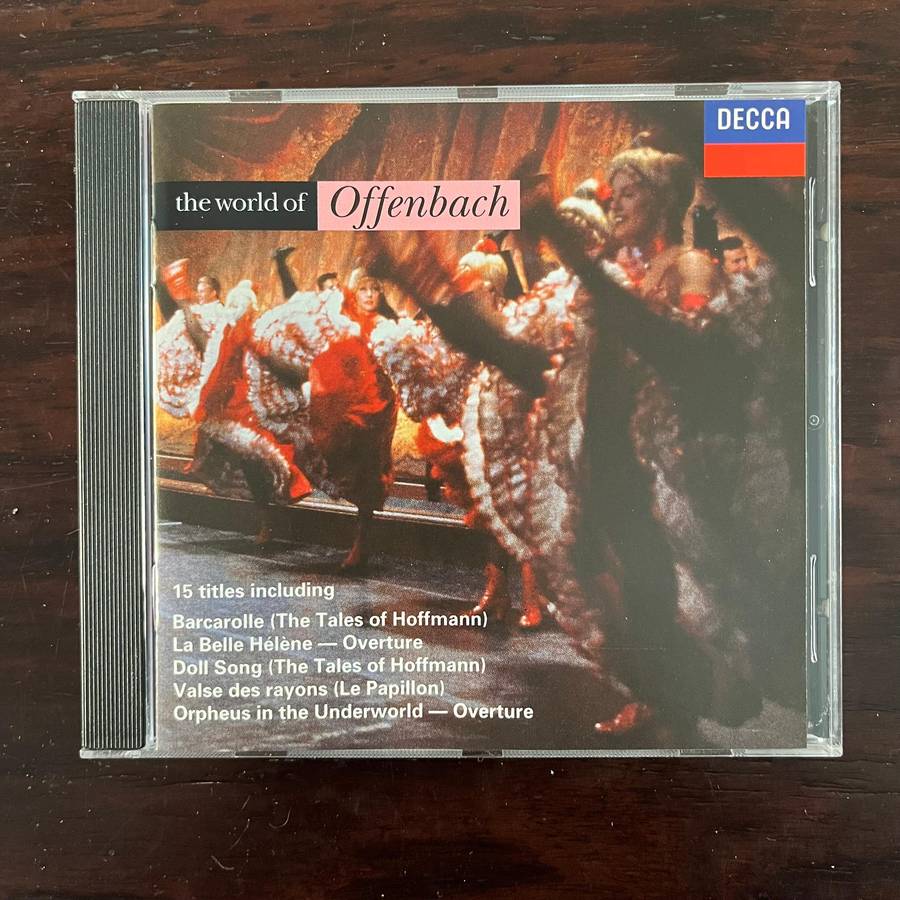 DECCA
the world of Offenbach
15 titles including
Barcarolle (The Tales of Hoffmann)
La Belle Hélène — Overture
Doll Song (The Tales of Hoffmann)
Valse des rayons (Le Papillon)
Orpheus in the Underworld — Overture